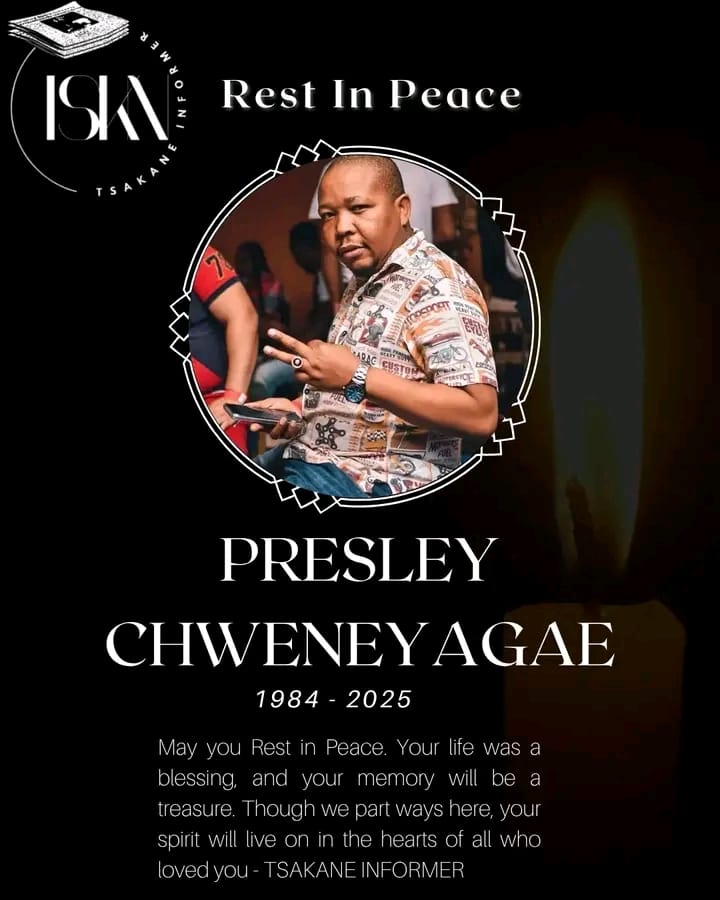 ISKN
TSAKANE INFORMER
Rest In Peace
PRESLEY
CHWENEYAGAE
1984 - 2025
May you Rest in Peace. Your life was a
blessing, and your memory will be a
treasure. Though we part ways here, your
spirit will live on in the hearts of all who
loved you - TSAKANE INFORMER